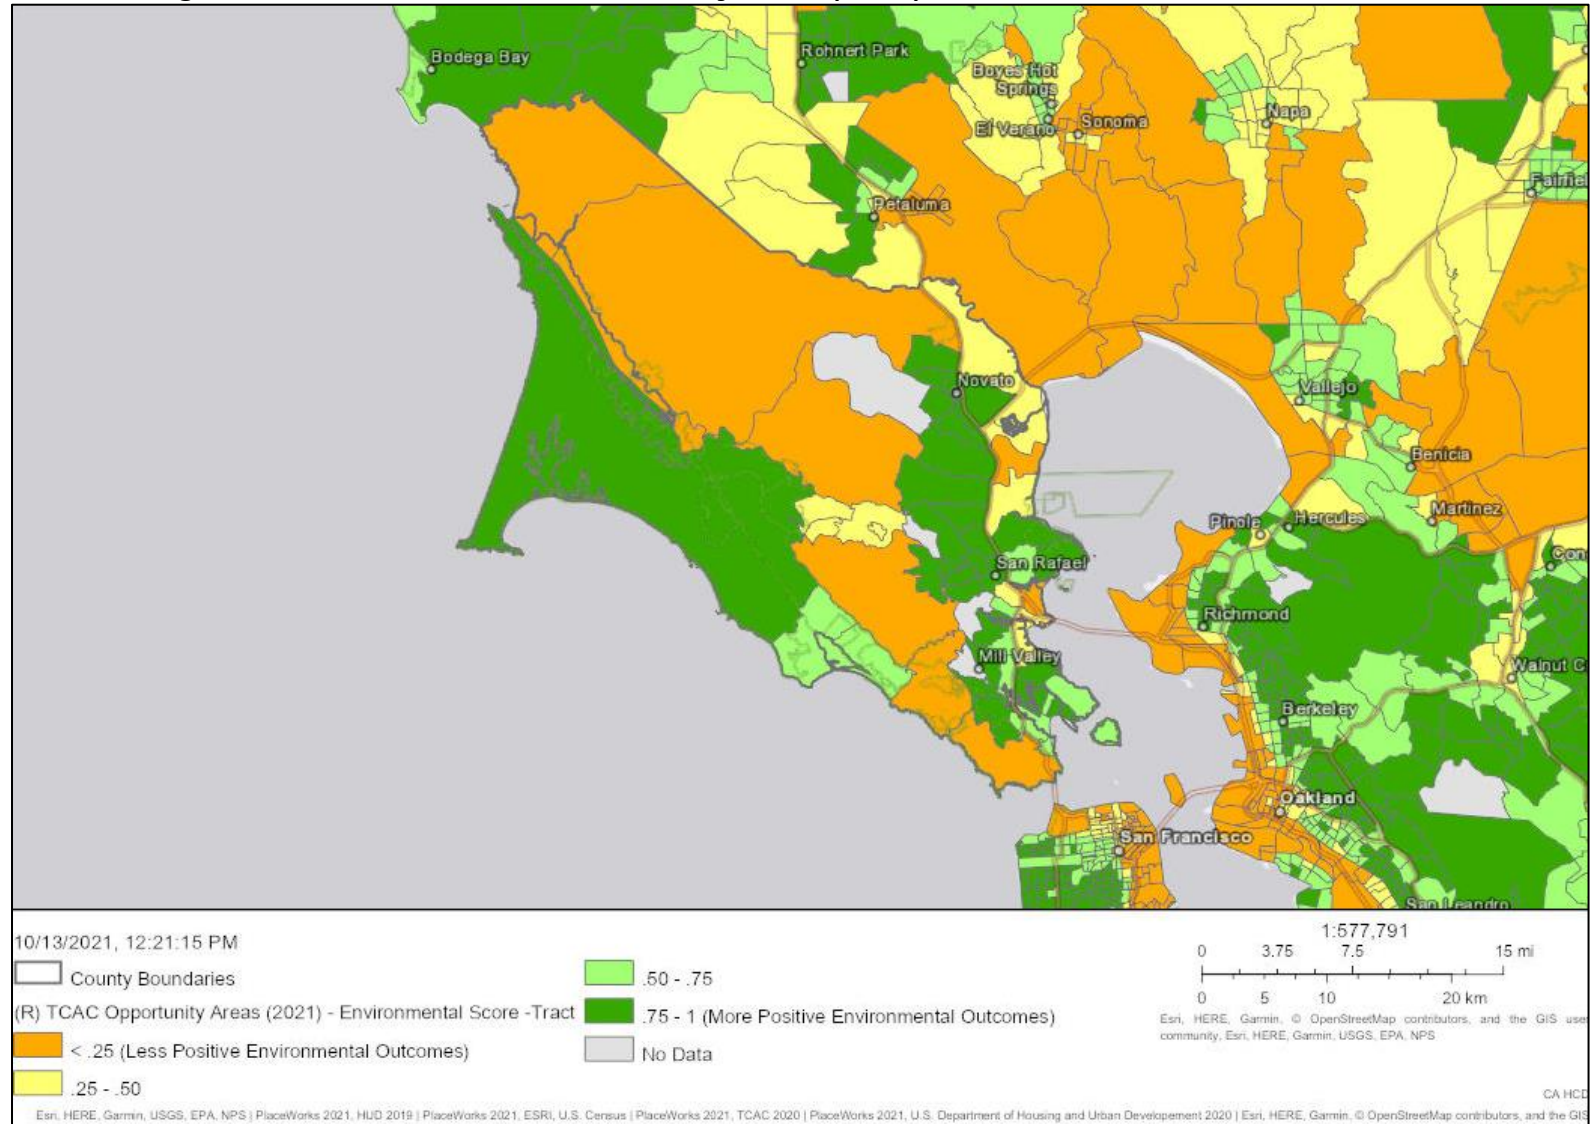 Bodega Bay
Rohnert Park
Boyes Hot
Springs
El Verano
Sonoma
Napa
Fairfiel
Petaluma
Novato
Vallejo
Benicia
Martinez
Pinole
Hercules
Con
San Rafael
Richmond
Mill Valley
Walnut C
Berkeley
Oakland
San Francisco
San Leandro
10/13/2021, 12:21:15 PM
County Boundaries
(R) TCAC Opportunity Areas (2021) - Environmental Score -Tract
< .25 (Less Positive Environmental Outcomes)
.25 - .50
.50 - .75
.75 - 1 (More Positive Environmental Outcomes)
No Data
1:577,791
0 3.75 7.5 15 mi
0 5 10 20 km
Esri, HERE, Garmin, © OpenStreetMap contributors, and the GIS user
community, Esri, HERE, Garmin, USGS, EPA, NPS
CA HCD
Esri, HERE, Garmin, USGS, EPA, NPS | PlaceWorks 2021, HUD 2019 | PlaceWorks 2021, ESRI, U.S. Census | PlaceWorks 2021, TCAC 2020 | PlaceWorks 2021, U.S. Department of Housing and Urban Developement 2020 | Esri, HERE, Garmin, © OpenStreetMap contributors, and the GIS